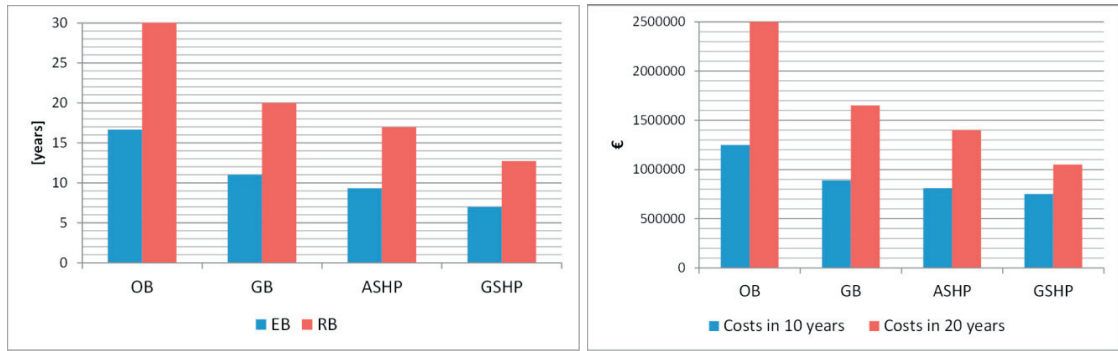 30
25
20
15
10
5
0
[years]
OB GB ASHP GSHP
EB RB
2500000
2000000
1500000
1000000
500000
0
€
OB GB ASHP GSHP
Costs in 10 years Costs in 20 years